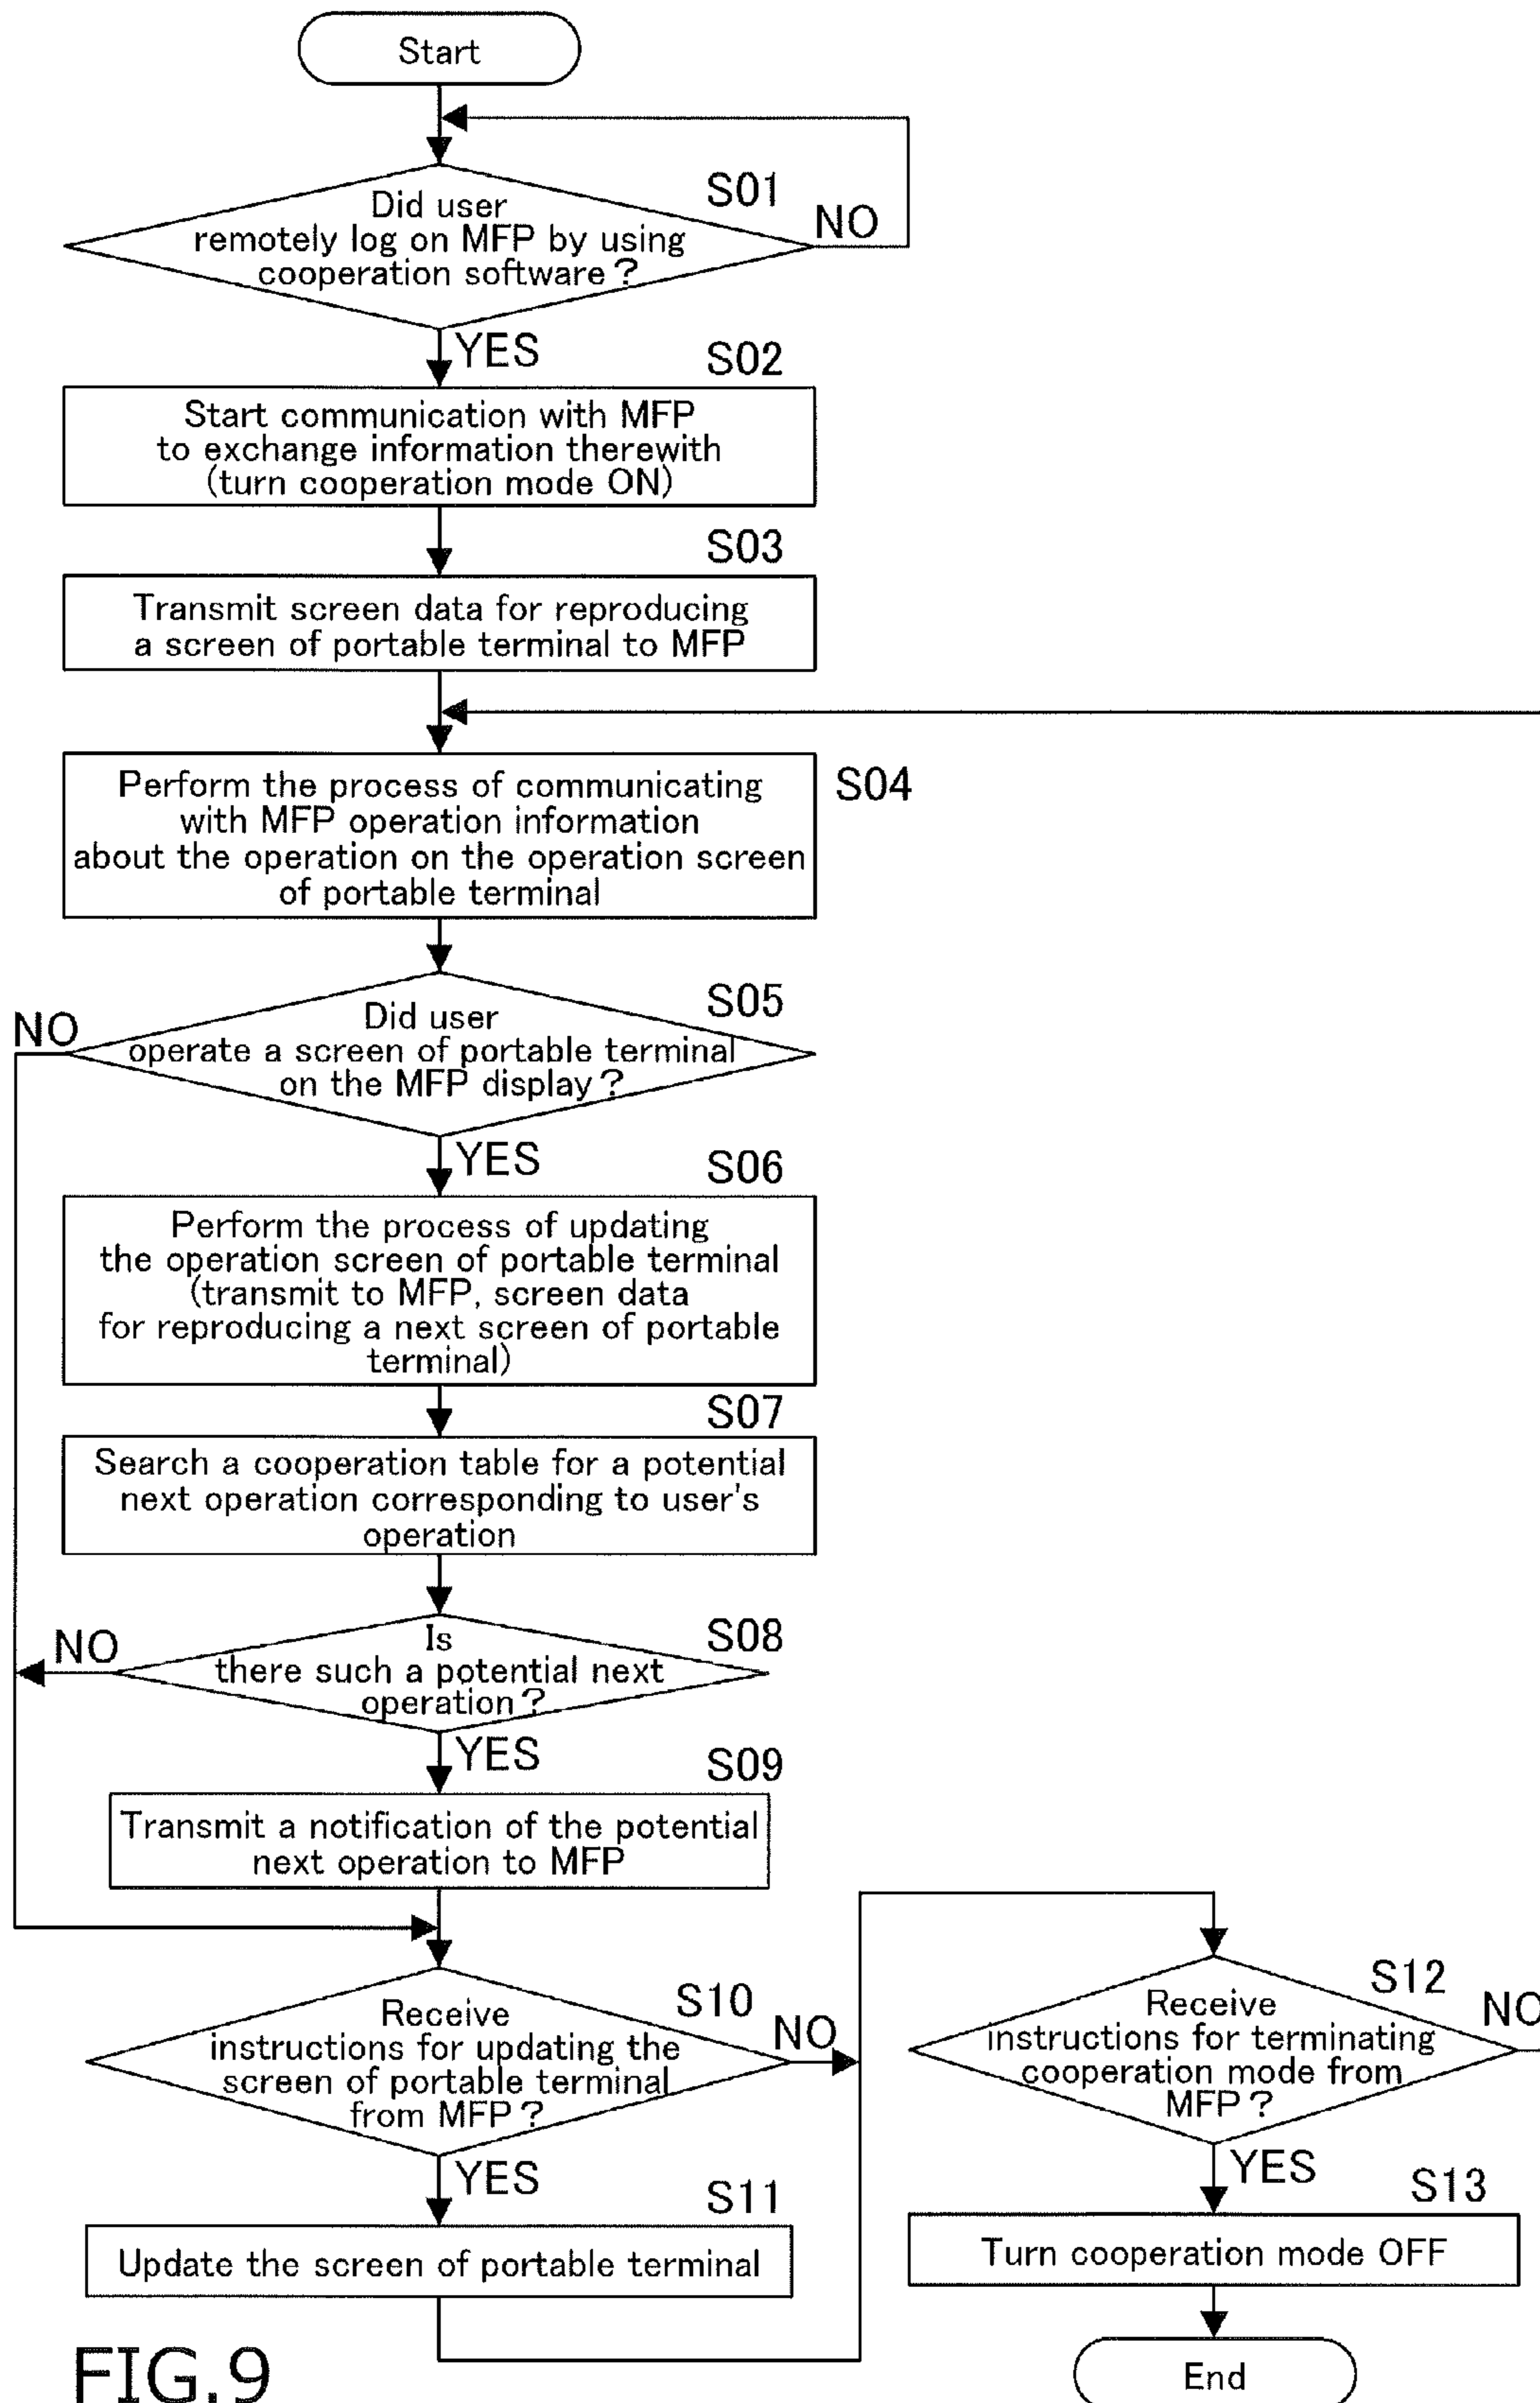 Start
S01
Did user
remotely log on MFP by using
cooperation software?
NO
YES
S02
Start communication with MFP
to exchange information therewith
(turn cooperation mode ON)
S03
Transmit screen data for reproducing
a screen of portable terminal to MFP
S04
Perform the process of communicating
with MFP operation information
about the operation on the operation screen
of portable terminal
S05
NO
Did user
operate a screen of portable terminal
on the MFP display?
YES
S06
Perform the process of updating
the operation screen of portable terminal
(transmit to MFP, screen data
for reproducing a next screen of portable
terminal)
S07
Search a cooperation table for a potential
next operation corresponding to user's
operation
S08
NO
Is
there such a potential next
operation?
YES
S09
Transmit a notification of the potential
next operation to MFP
S10
Receive
instructions for updating the
screen of portable terminal
from MFP?
NO
YES
S11
Update the screen of portable terminal
S12
Receive
instructions for terminating
cooperation mode from
MFP?
NO
YES
S13
Turn cooperation mode OFF
End
FIG.9